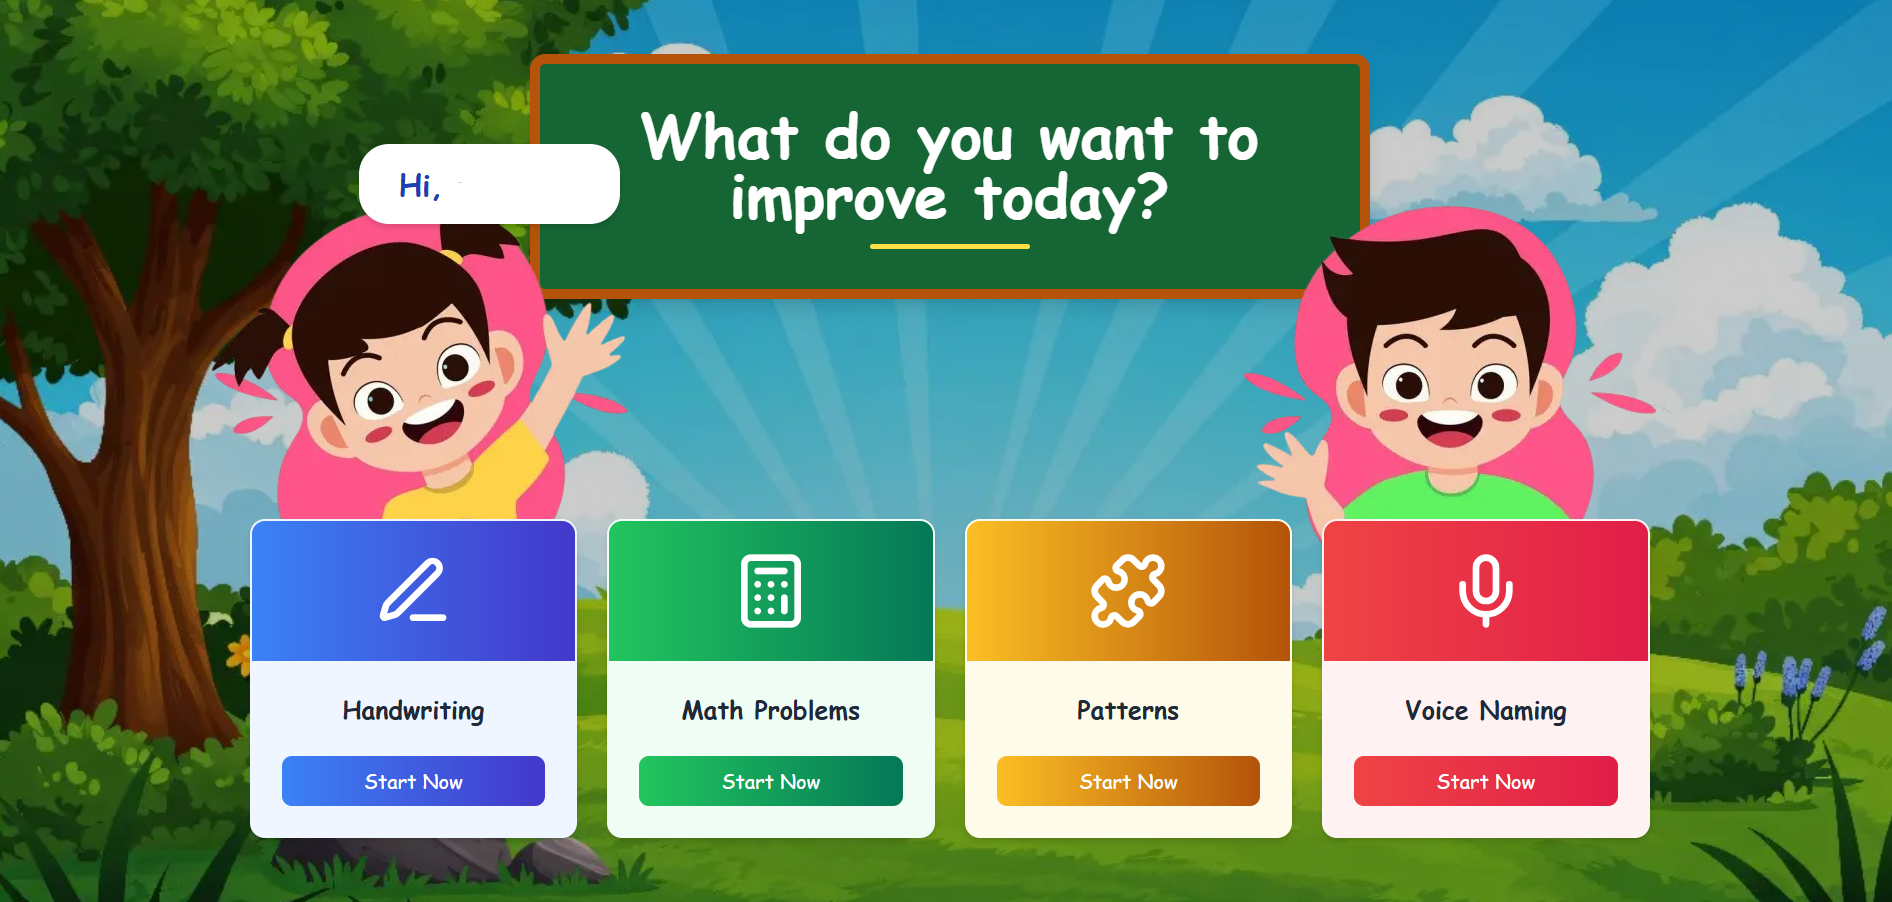 What do you want to
improve today?
Hi,
Handwriting
Start Now
Math Problems
Start Now
Patterns
Start Now
Voice Naming
Start Now